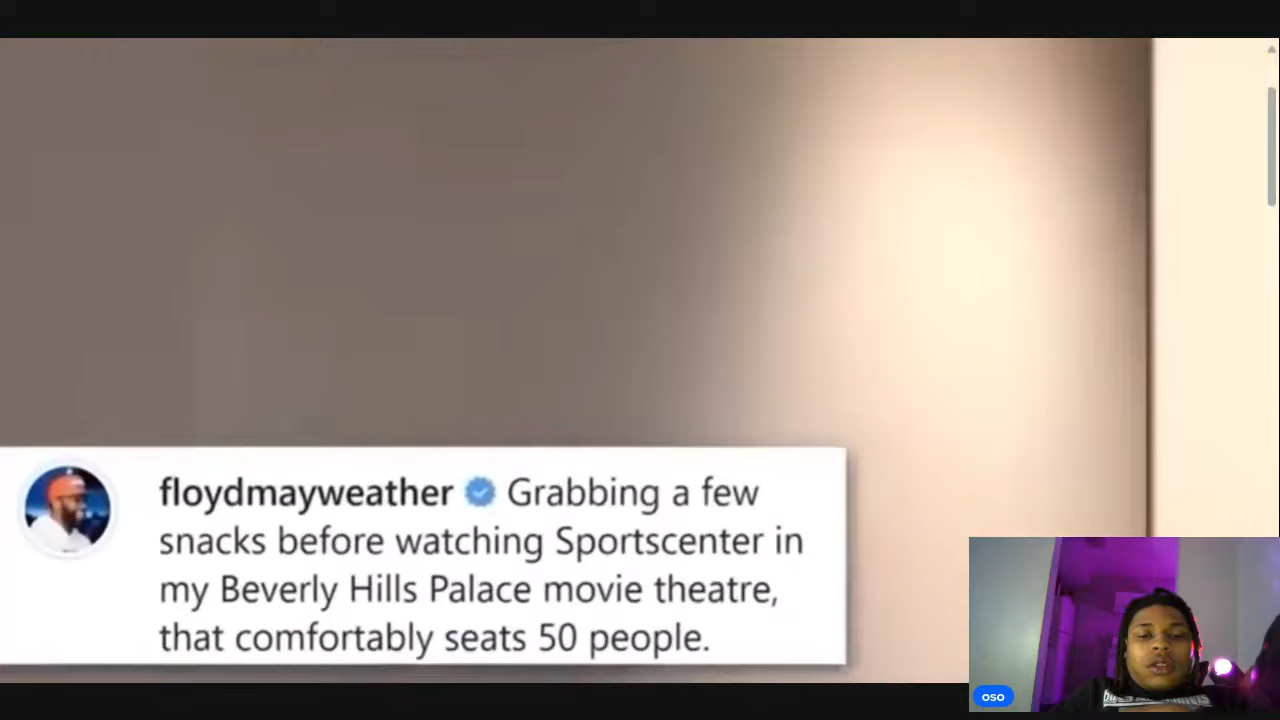 floydmayweather Grabbing a few
snacks before watching Sportscenter in
my Beverly Hills Palace movie theatre,
that comfortably seats 50 people.
oso